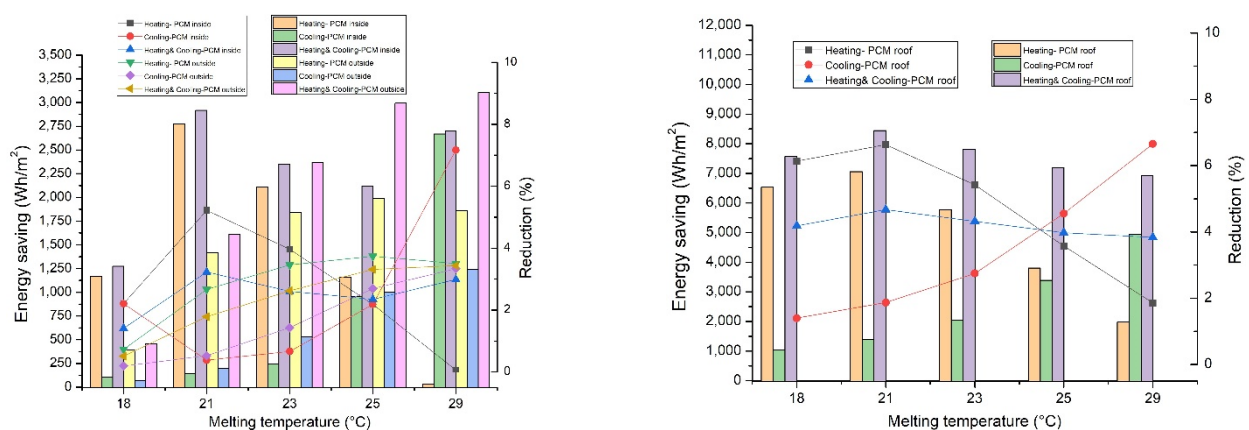 Heating- PCM inside
Cooling-PCM inside
Heating& Cooling-PCM inside
Heating- PCM outside
Cooling-PCM outside
Heating& Cooling-PCM outside
Heating- PCM inside
Cooling-PCM inside
Heating& Cooling-PCM inside
Heating- PCM outside
Cooling-PCM outside
Heating& Cooling-PCM outside
3,500
3,250
3,000
2,750
2,500
2,250
2,000
1,750
1,500
1,250
1,000
750
500
250
0
Energy saving (Wh/m²)
18
21
23
25
29
Melting temperature (°C)
10
8
6
4
2
0
Reduction (%)
Heating- PCM roof
Cooling-PCM roof
Heating& Cooling-PCM roof
Heating- PCM roof
Cooling-PCM roof
Heating& Cooling-PCM roof
12,000
11,000
10,000
9,000
8,000
7,000
6,000
5,000
4,000
3,000
2,000
1,000
0
Energy saving (Wh/m²)
18
21
23
25
29
Melting temperature (°C)
10
8
6
4
2
0
Reduction (%)